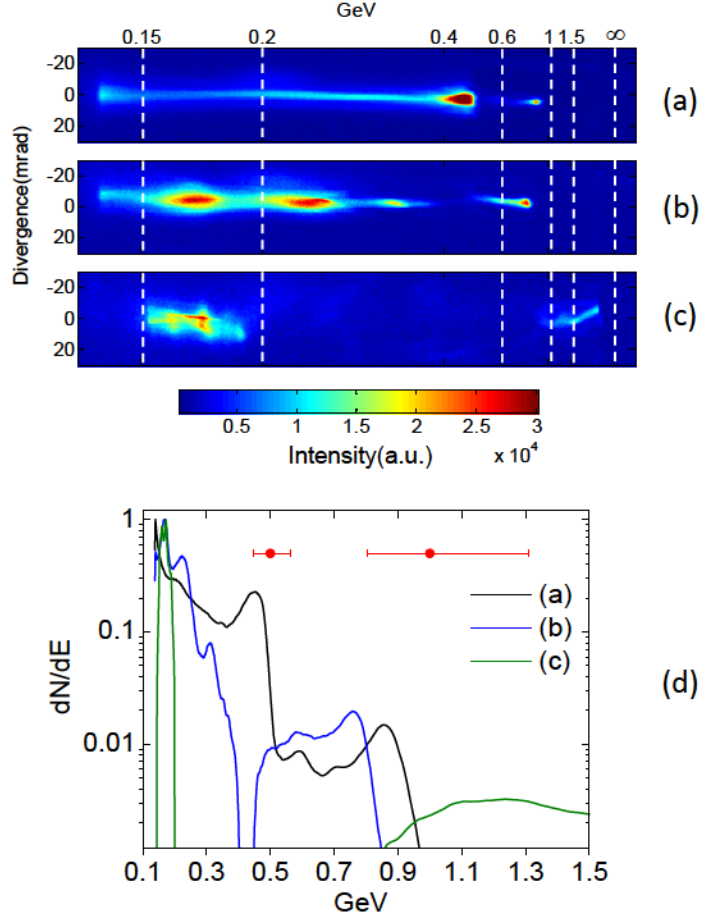 GeV
0.15 0.2 0.4 0.6 1 1.5 ∞
-20
0
20
(a)
-20
0
20
(b)
-20
0
20
(c)
Divergence(mrad)
0.5 1 1.5 2 2.5 3
Intensity(a.u.) x 10⁴
1
0.1
0.01
dN/dE
(a)
(b)
(c)
(d)
0.1 0.3 0.5 0.7 0.9 1.1 1.3 1.5
GeV